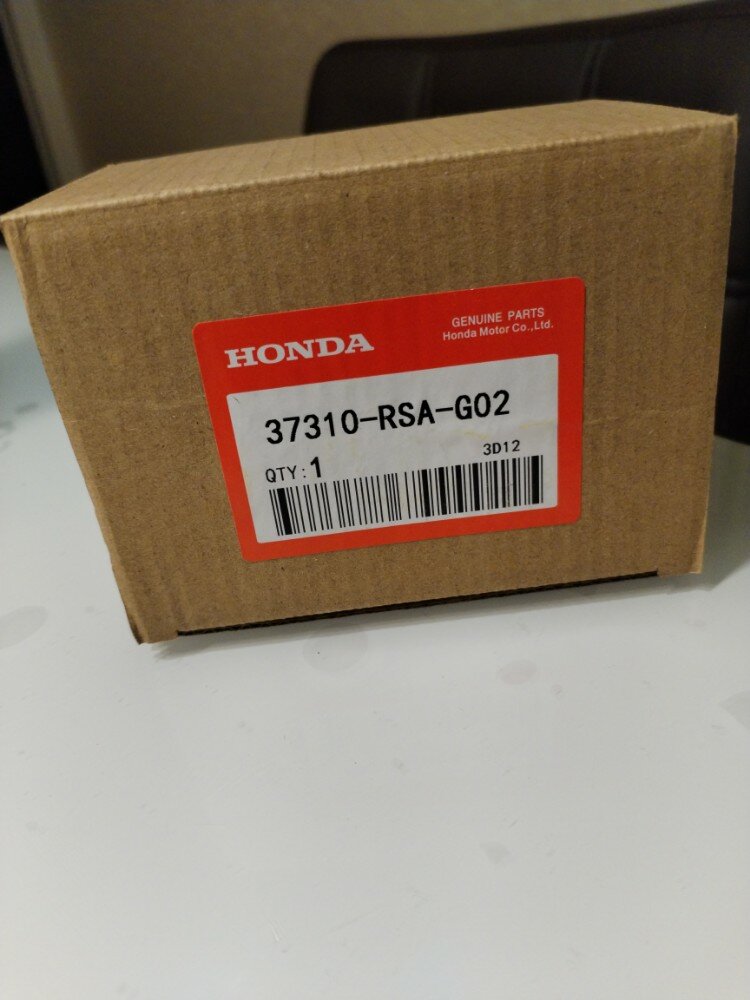 HONDA
GENUINE PARTS
Honda Motor Co.,Ltd.
37310-RSA-G02
3D12
QTY:1